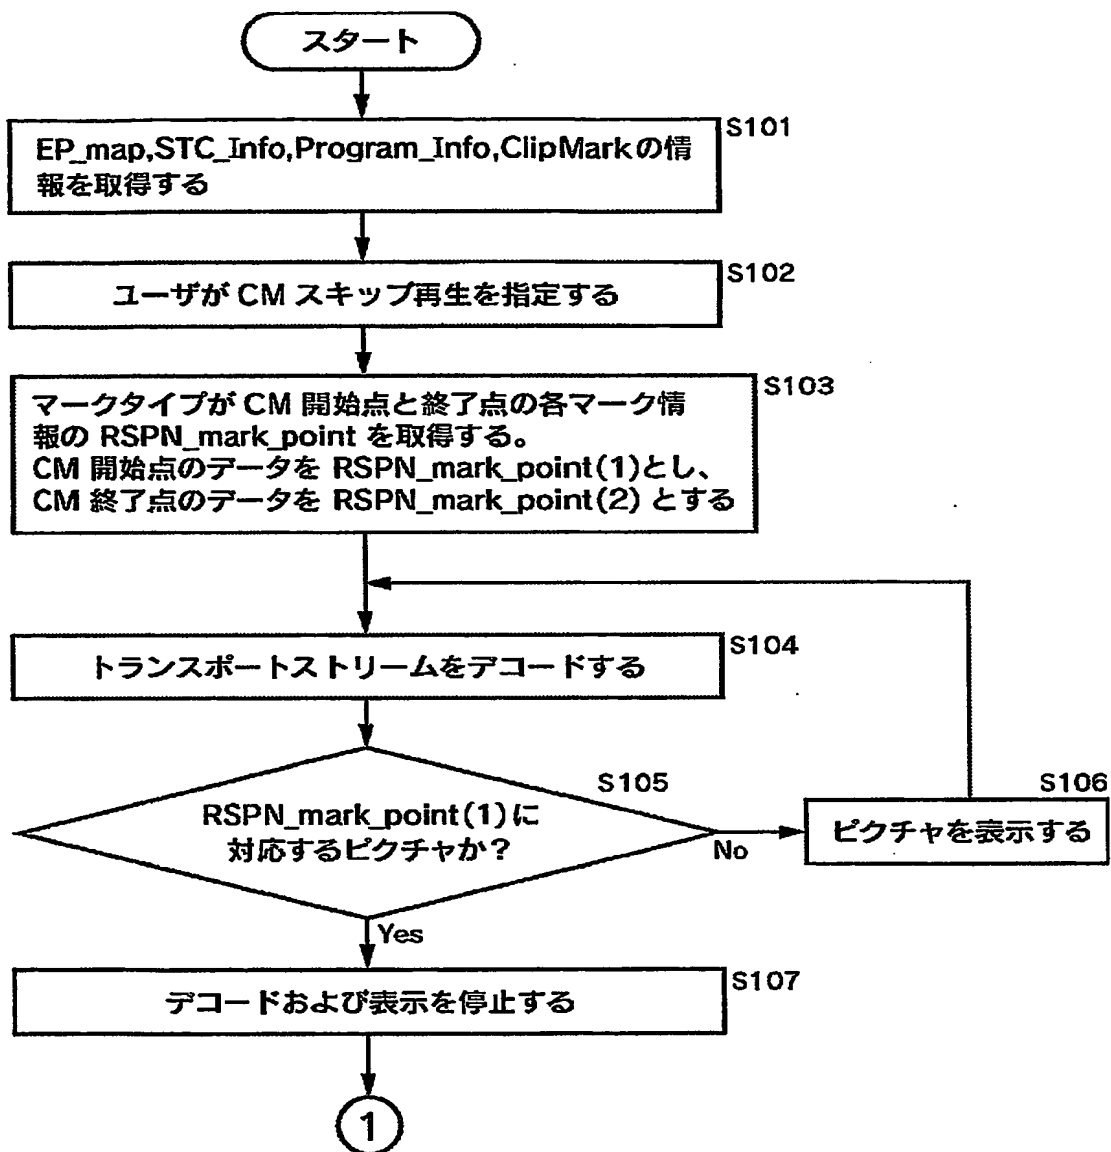 スタート
S101
EP_map,STC_Info,Program_Info,ClipMarkの情
報を取得する
S102
ユーザが CM スキップ再生を指定する
S103
マークタイプが CM 開始点と終了点の各マーク情
報の RSPN_mark_point を取得する。
CM 開始点のデータを RSPN_mark_point(1)とし、
CM 終了点のデータを RSPN_mark_point(2) とする
S104
トランスポートストリームをデコードする
S105
RSPN_mark_point(1)に
対応するピクチャか？
No
S106
ピクチャを表示する
Yes
S107
デコードおよび表示を停止する
1